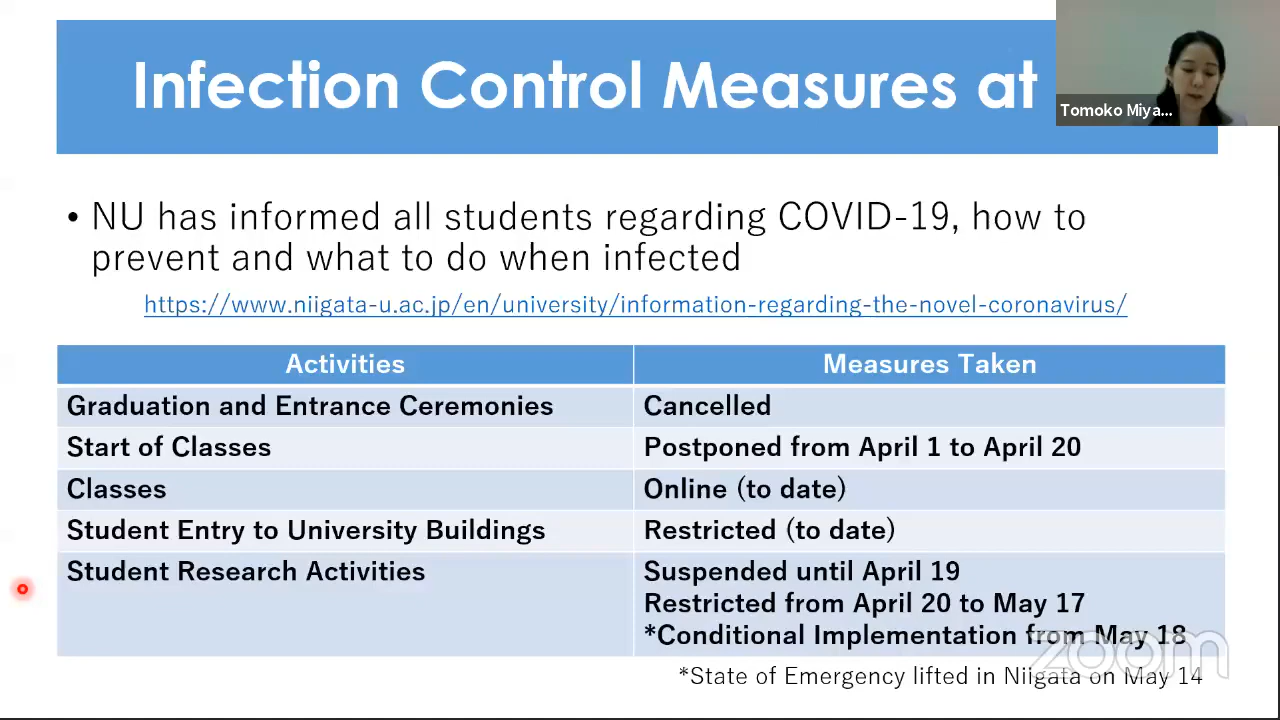 Infection Control Measures at
Tomoko Miya...
• NU has informed all students regarding COVID-19, how to
prevent and what to do when infected
https://www.niigata-u.ac.jp/en/university/information-regarding-the-novel-coronavirus/
Activities Measures Taken
Graduation and Entrance Ceremonies Cancelled
Start of Classes Postponed from April 1 to April 20
Classes Online (to date)
Student Entry to University Buildings Restricted (to date)
Student Research Activities Suspended until April 19
Restricted from April 20 to May 17
*Conditional Implementation from May 18
zoom
*State of Emergency lifted in Niigata on May 14